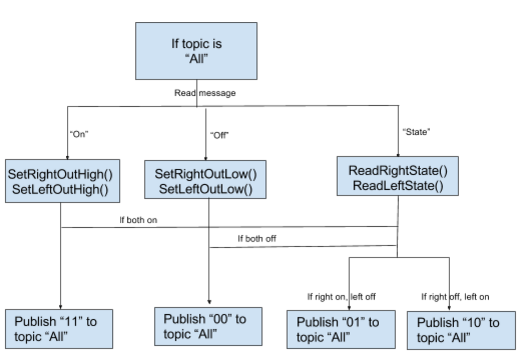 If topic is
“All”
Read message
“On”
“Off”
“State”
SetRightOutHigh()
SetLeftOutHigh()
SetRightOutLow()
SetLeftOutLow()
ReadRightState()
ReadLeftState()
If both on
If both off
If right on, left off
If right off, left on
Publish “11” to
topic “All”
Publish “00” to
topic “All”
Publish “01” to
topic “All”
Publish “10” to
topic “All”